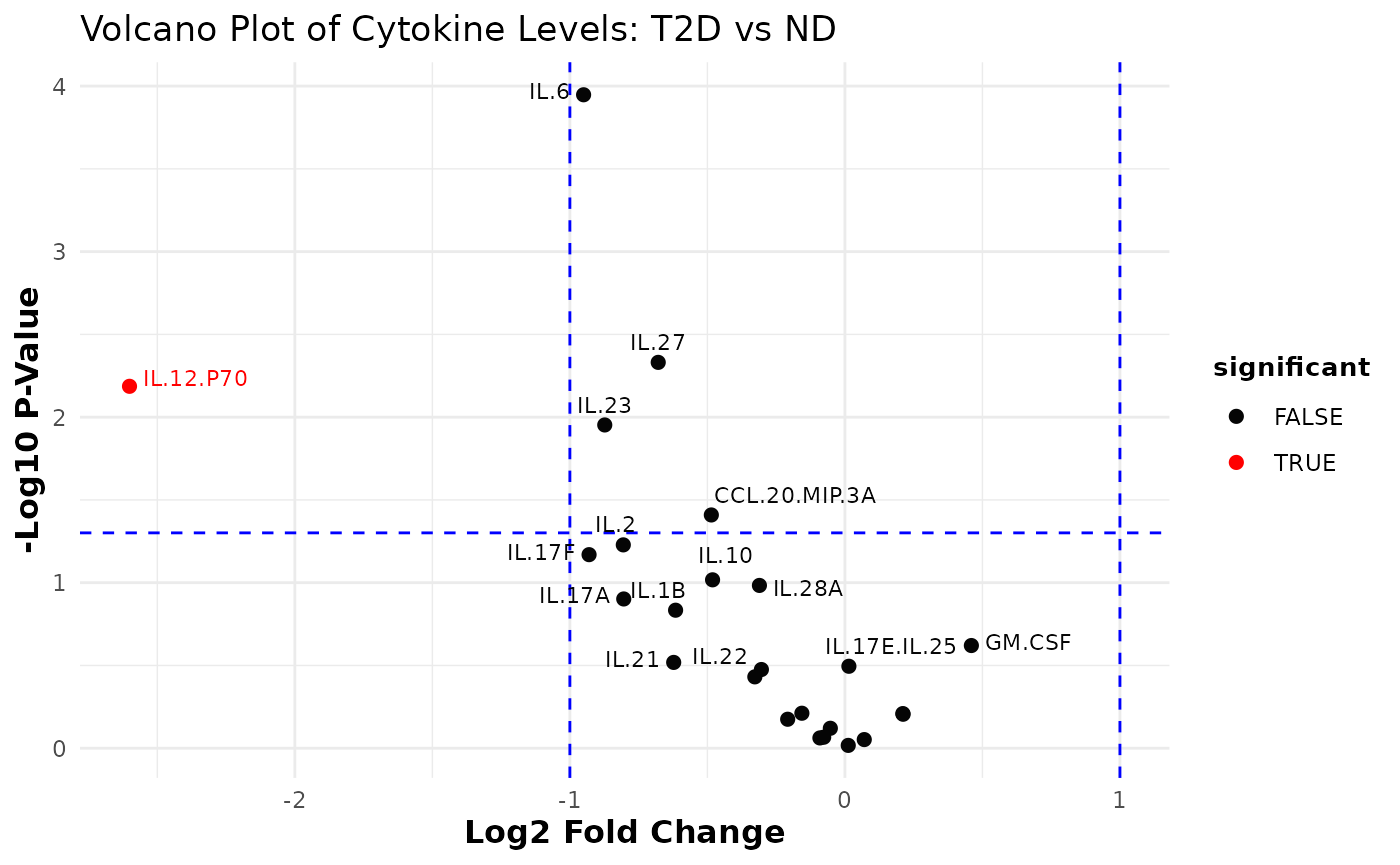 Volcano Plot of Cytokine Levels: T2D vs ND
4
3
2
1
0
-Log10 P-Value
IL.6
IL.27
IL.12.P70
IL.23
CCL.20.MIP.3A
IL.2
IL.17F
IL.10
IL.28A
IL.17A
IL.1B
IL.21
IL.22
IL.17E.IL.25
GM.CSF
significant
FALSE
TRUE
-2
-1
0
1
Log2 Fold Change